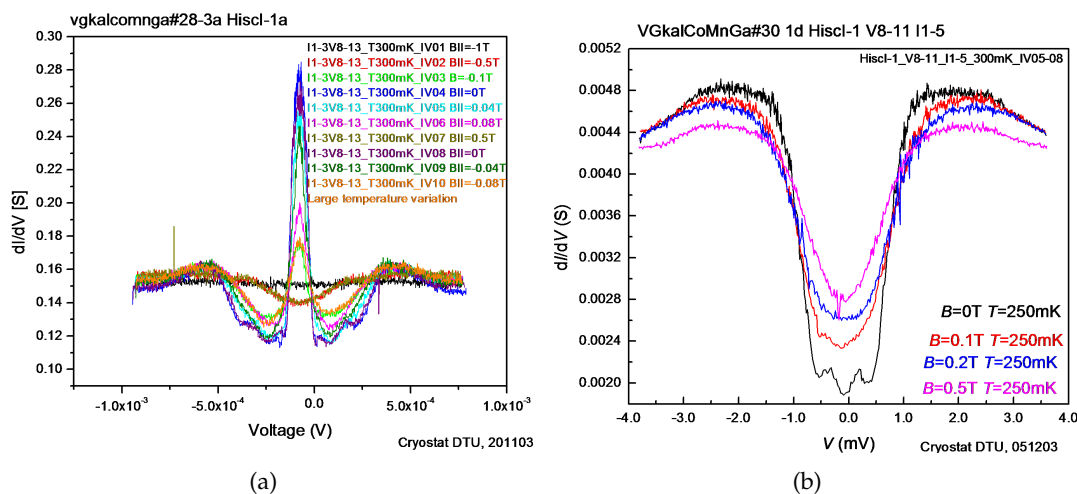 vgkalcomnga#28-3a Hiscl-1a
0.30
0.28
0.26
0.24
0.22
0.20
0.18
0.16
0.14
0.12
0.10
dI/dV [S]
I1-3V8-13_T300mK_IV01 BII=-1T
I1-3V8-13_T300mK_IV02 BII=-0.5T
I1-3V8-13_T300mK_IV03 B=-0.1T
I1-3V8-13_T300mK_IV04 BII=0T
I1-3V8-13_T300mK_IV05 BII=0.04T
I1-3V8-13_T300mK_IV06 BII=0.08T
I1-3V8-13_T300mK_IV07 BII=0.5T
I1-3V8-13_T300mK_IV08 BII=0T
I1-3V8-13_T300mK_IV09 BII=-0.04T
I1-3V8-13_T300mK_IV10 BII=-0.08T
Large temperature variation
-1.0x10⁻³ -5.0x10⁻⁴ 0.0 5.0x10⁻⁴ 1.0x10⁻³
Voltage (V)
Cryostat DTU, 201103
(a)
VGkalCoMnGa#30 1d Hiscl-1 V8-11 I1-5
0.0052
0.0048
0.0044
0.0040
0.0036
0.0032
0.0028
0.0024
0.0020
dI/dV (S)
Hiscl-1_V8-11_I1-5_300mK_IV05-08
B=0T T=250mK
B=0.1T T=250mK
B=0.2T T=250mK
B=0.5T T=250mK
-4.0 -3.0 -2.0 -1.0 0.0 1.0 2.0 3.0 4.0
V (mV)
Cryostat DTU, 051203
(b)